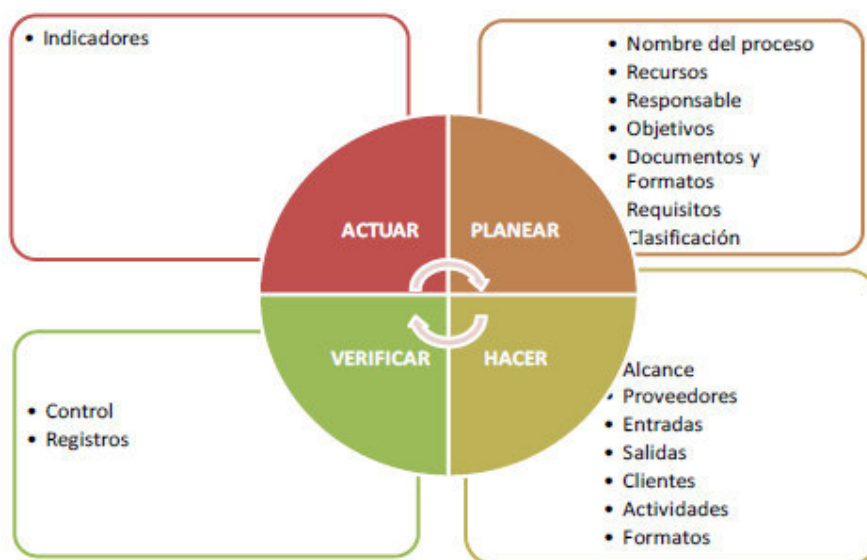 • Indicadores
• Nombre del proceso
• Recursos
• Responsable
• Objetivos
• Documentos y
Formatos
Requisitos
Clasificación
ACTUAR
PLANEAR
VERIFICAR
HACER
• Control
• Registros
Alcance
• Proveedores
• Entradas
• Salidas
• Clientes
• Actividades
• Formatos